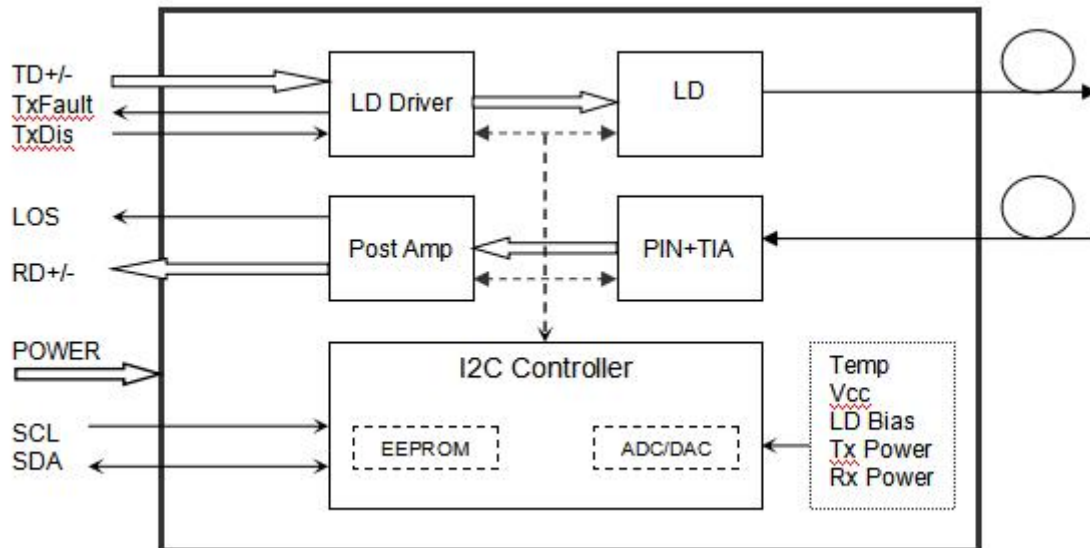 TD+/-
TxFault
TxDis
LD Driver
LD
LOS
RD+/-
Post Amp
PIN+TIA
POWER
SCL
SDA
I2C Controller
EEPROM
ADC/DAC
Temp
Vcc
LD Bias
Tx Power
Rx Power